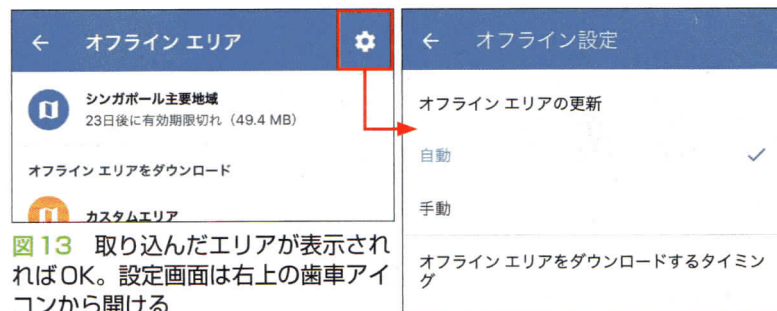 オフライン エリア
シンガポール主要地域
23日後に有効期限切れ（49.4 MB）
オフライン エリアをダウンロード
カスタムエリア
図13　取り込んだエリアが表示され
ればOK。設定画面は右上の歯車アイ
コンから開ける
オフライン設定
オフライン エリアの更新
自動
手動
オフライン エリアをダウンロードするタイミン
グ